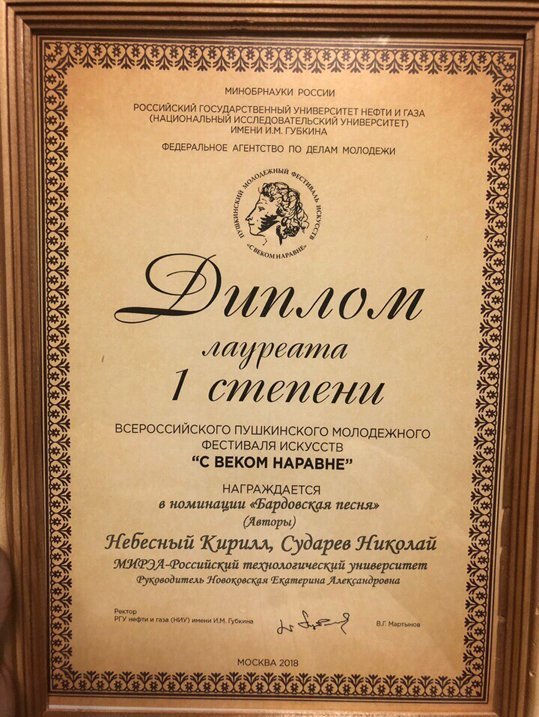 МИНОБРНАУКИ РОССИИ
РОССИЙСКИЙ ГОСУДАРСТВЕННЫЙ УНИВЕРСИТЕТ НЕФТИ И ГАЗА
(НАЦИОНАЛЬНЫЙ ИССЛЕДОВАТЕЛЬСКИЙ УНИВЕРСИТЕТ)
ИМЕНИ И.М. ГУБКИНА
ФЕДЕРАЛЬНОЕ АГЕНТСТВО ПО ДЕЛАМ МОЛОДЕЖИ
ПУШКИНСКИЙ МОЛОДЕЖНЫЙ ФЕСТИВАЛЬ ИСКУССТВ
«С ВЕКОМ НАРАВНЕ»
Диплом
лауреата
1 степени
ВСЕРОССИЙСКОГО ПУШКИНСКОГО МОЛОДЕЖНОГО
ФЕСТИВАЛЯ ИСКУССТВ
"С ВЕКОМ НАРАВНЕ"
НАГРАЖДАЕТСЯ
в номинации «Бардовская песня»
(Авторы)
Небесный Кирилл, Сударев Николай
МИРЭА-Российский технологический университет
Руководитель Новоковская Екатерина Александровна
Ректор
РГУ нефти и газа (НИУ) имени И.М. Губкина
В.Г. Мартынов
МОСКВА 2018